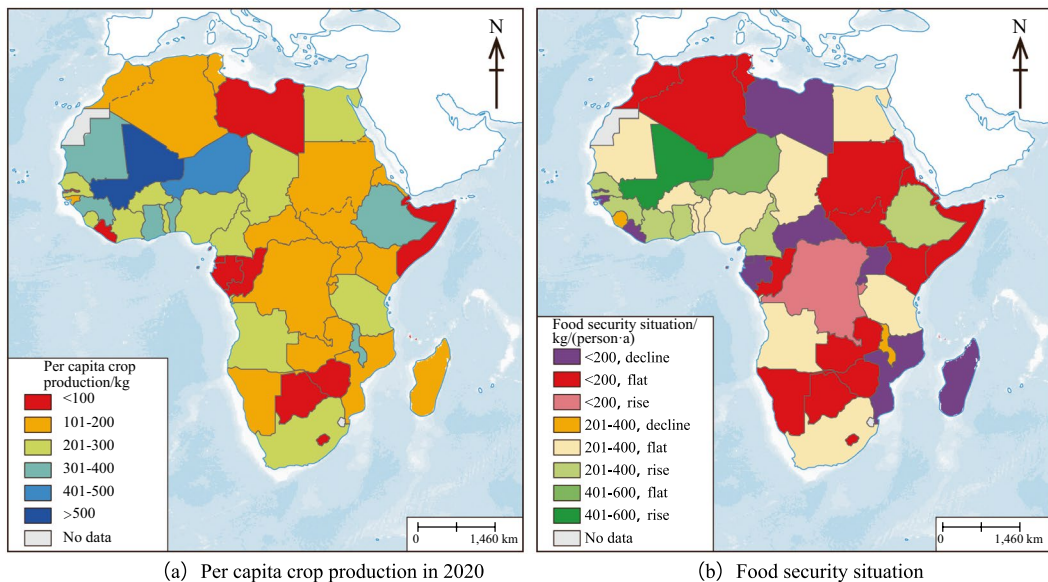 N
Per capita crop
production/kg
<100
101-200
201-300
301-400
401-500
>500
No data
0 1,460 km
(a) Per capita crop production in 2020
N
Food security situation/
kg/(person·a)
<200, decline
<200, flat
<200, rise
201-400, decline
201-400, flat
201-400, rise
401-600, flat
401-600, rise
No data
0 1,460 km
(b) Food security situation